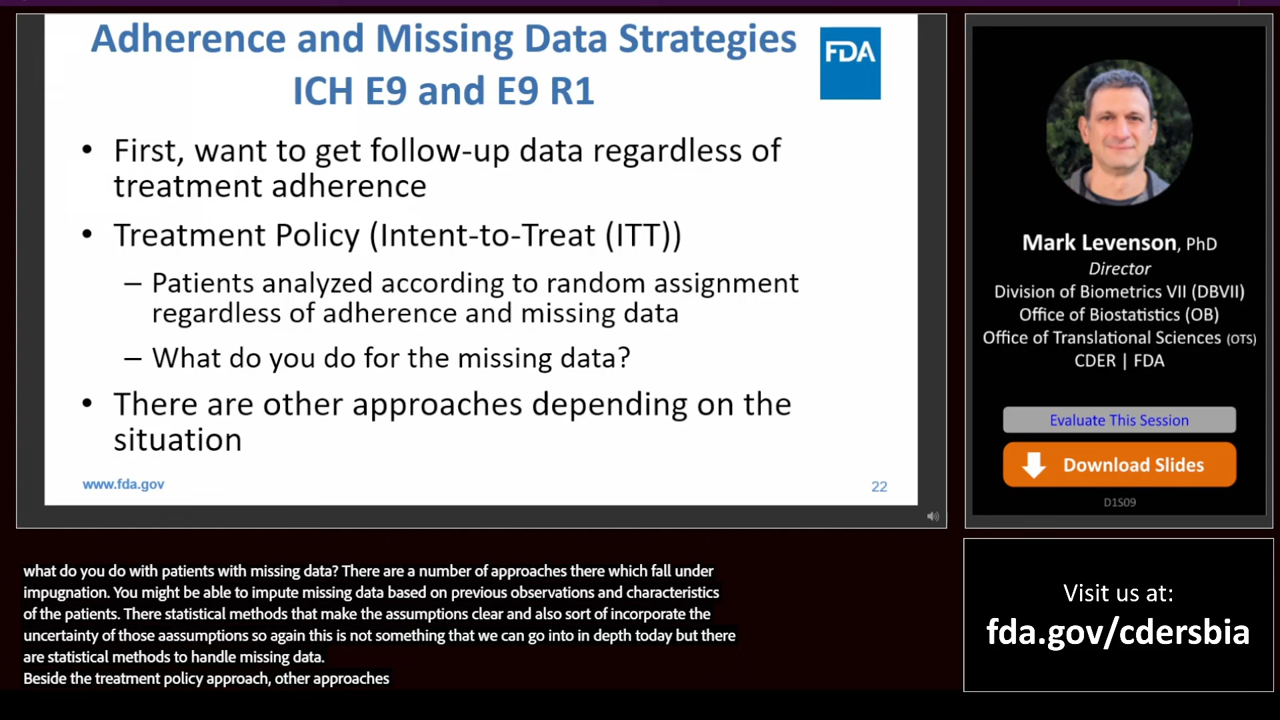 Adherence and Missing Data Strategies
ICH E9 and E9 R1
FDA
• First, want to get follow-up data regardless of
treatment adherence
• Treatment Policy (Intent-to-Treat (ITT))
– Patients analyzed according to random assignment
regardless of adherence and missing data
– What do you do for the missing data?
• There are other approaches depending on the
situation
www.fda.gov
22
Mark Levenson, PhD
Director
Division of Biometrics VII (DBVII)
Office of Biostatistics (OB)
Office of Translational Sciences (OTS)
CDER | FDA
Evaluate This Session
Download Slides
D1S09
what do you do with patients with missing data? There are a number of approaches there which fall under
impugnation. You might be able to impute missing data based on previous observations and characteristics
of the patients. There statistical methods that make the assumptions clear and also sort of incorporate the
uncertainty of those aassumptions so again this is not something that we can go into in depth today but there
are statistical methods to handle missing data.
Beside the treatment policy approach, other approaches
Visit us at:
fda.gov/cdersbia